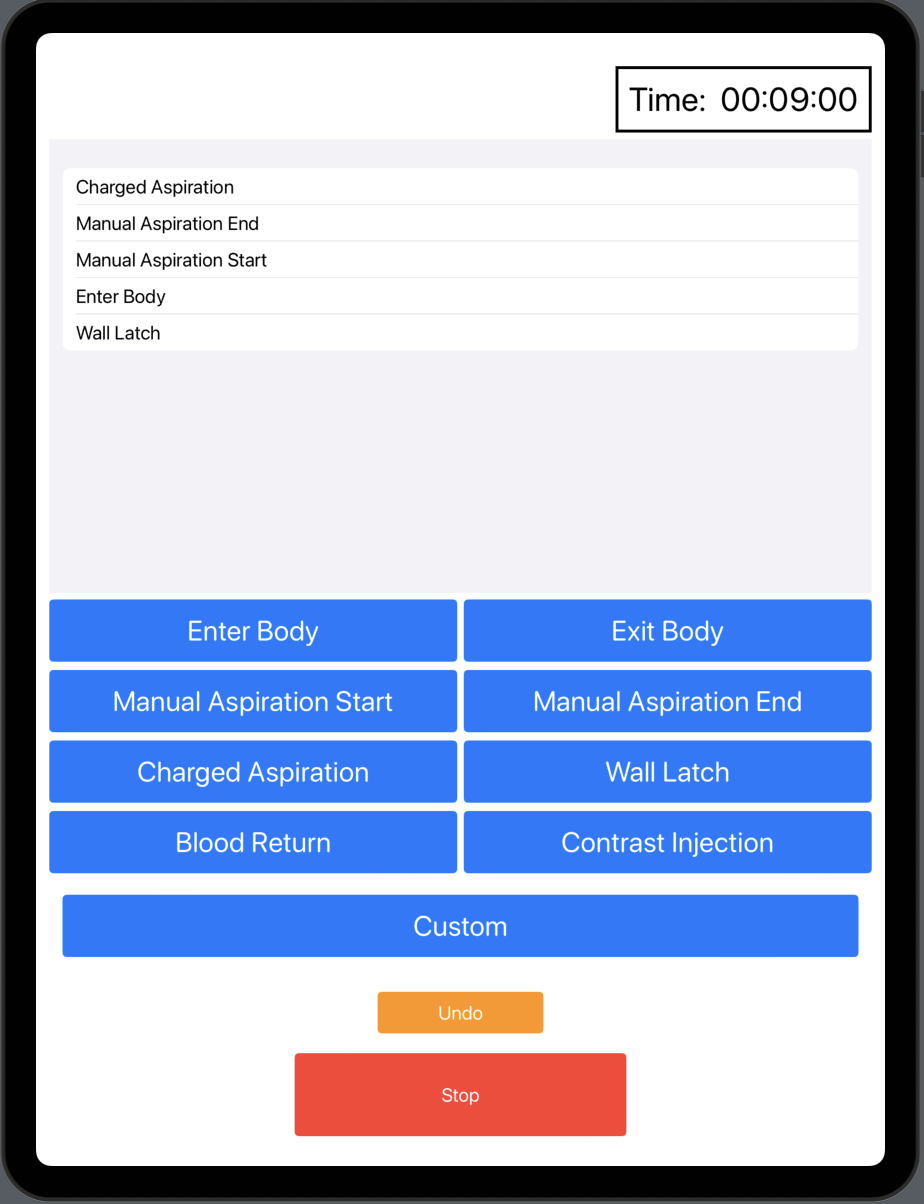 Time: 00:09:00
Charged Aspiration
Manual Aspiration End
Manual Aspiration Start
Enter Body
Wall Latch
Enter Body
Exit Body
Manual Aspiration Start
Manual Aspiration End
Charged Aspiration
Wall Latch
Blood Return
Contrast Injection
Custom
Undo
Stop